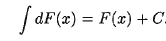 ∫ dF(x) = F(x) + C.